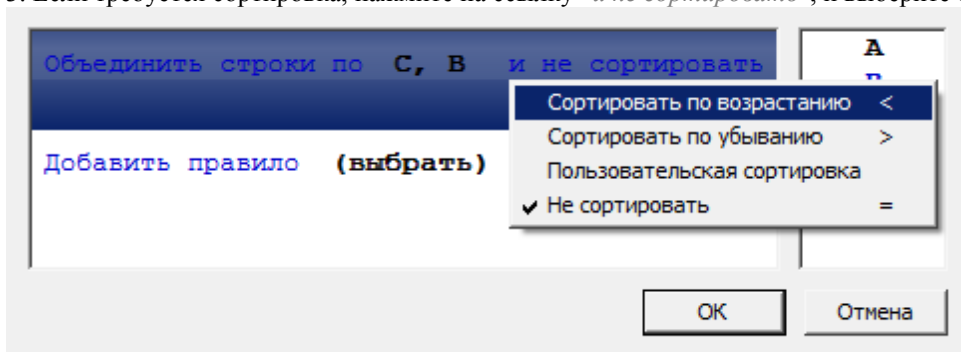 Объединить строки по C, B и не сортировать
A
Сортировать по возрастанию <
Сортировать по убыванию >
Добавить правило (выбрать)
Пользовательская сортировка
✓ Не сортировать =
OK
Отмена